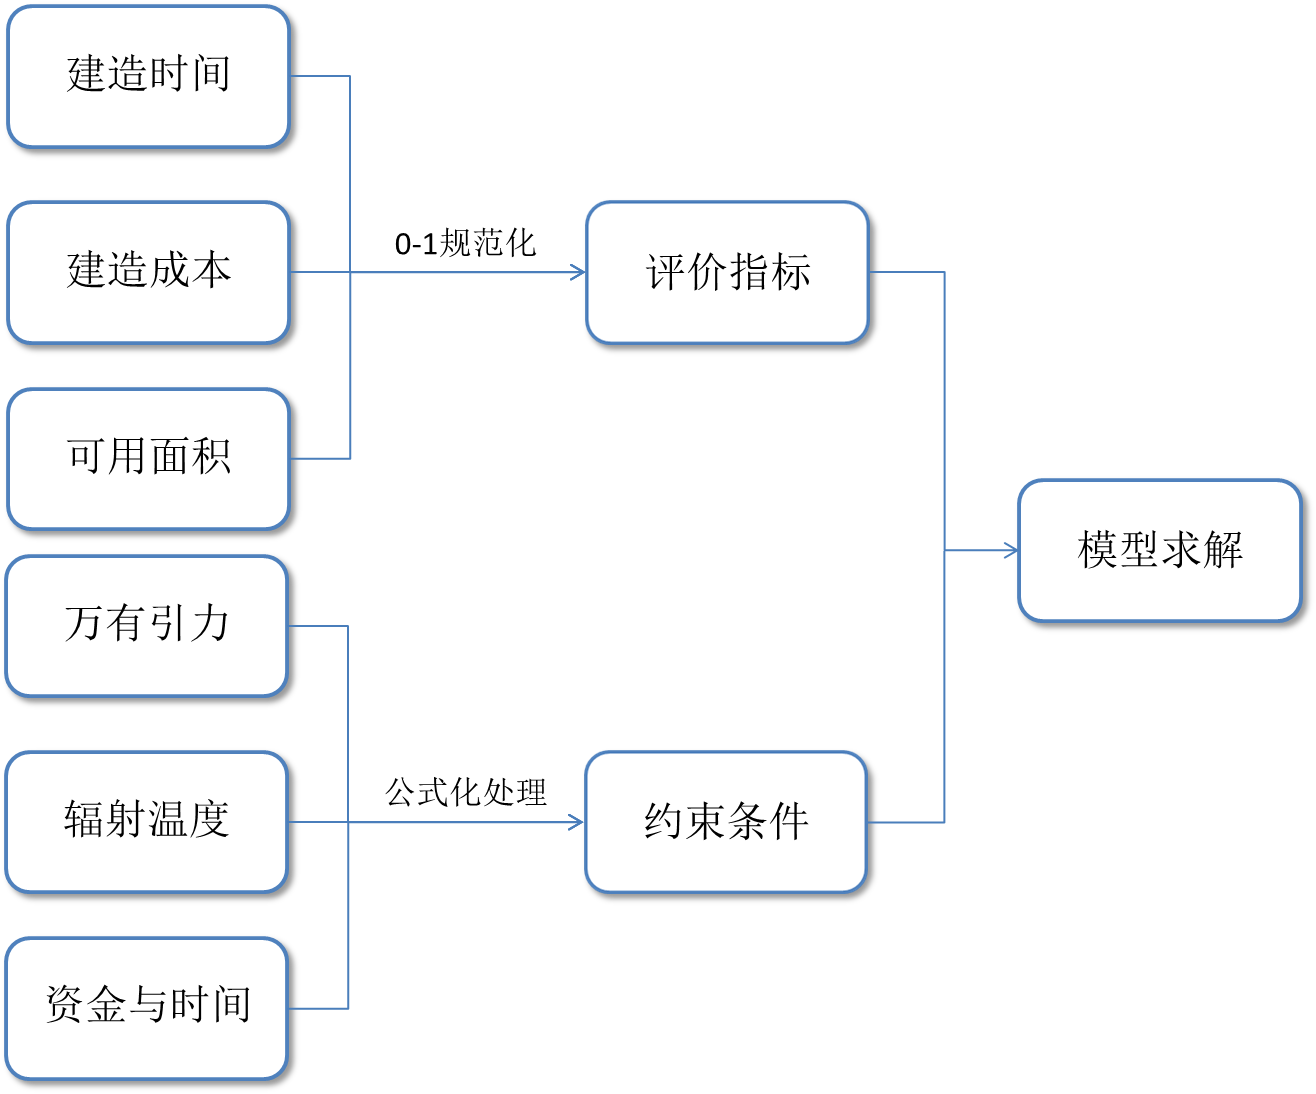 建造时间
建造成本
可用面积
0-1规范化
评价指标
万有引力
辐射温度
资金与时间
公式化处理
约束条件
模型求解